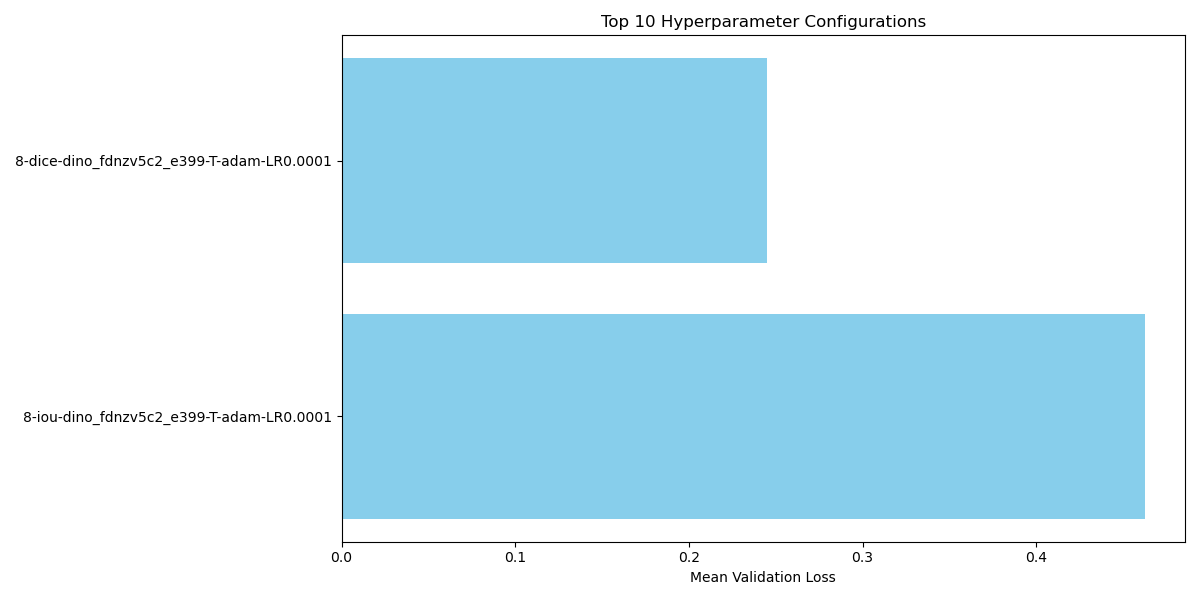 Top 10 Hyperparameter Configurations
8-dice-dino_fdnzv5c2_e399-T-adam-LR0.0001
8-iou-dino_fdnzv5c2_e399-T-adam-LR0.0001
0.0 0.1 0.2 0.3 0.4
Mean Validation Loss